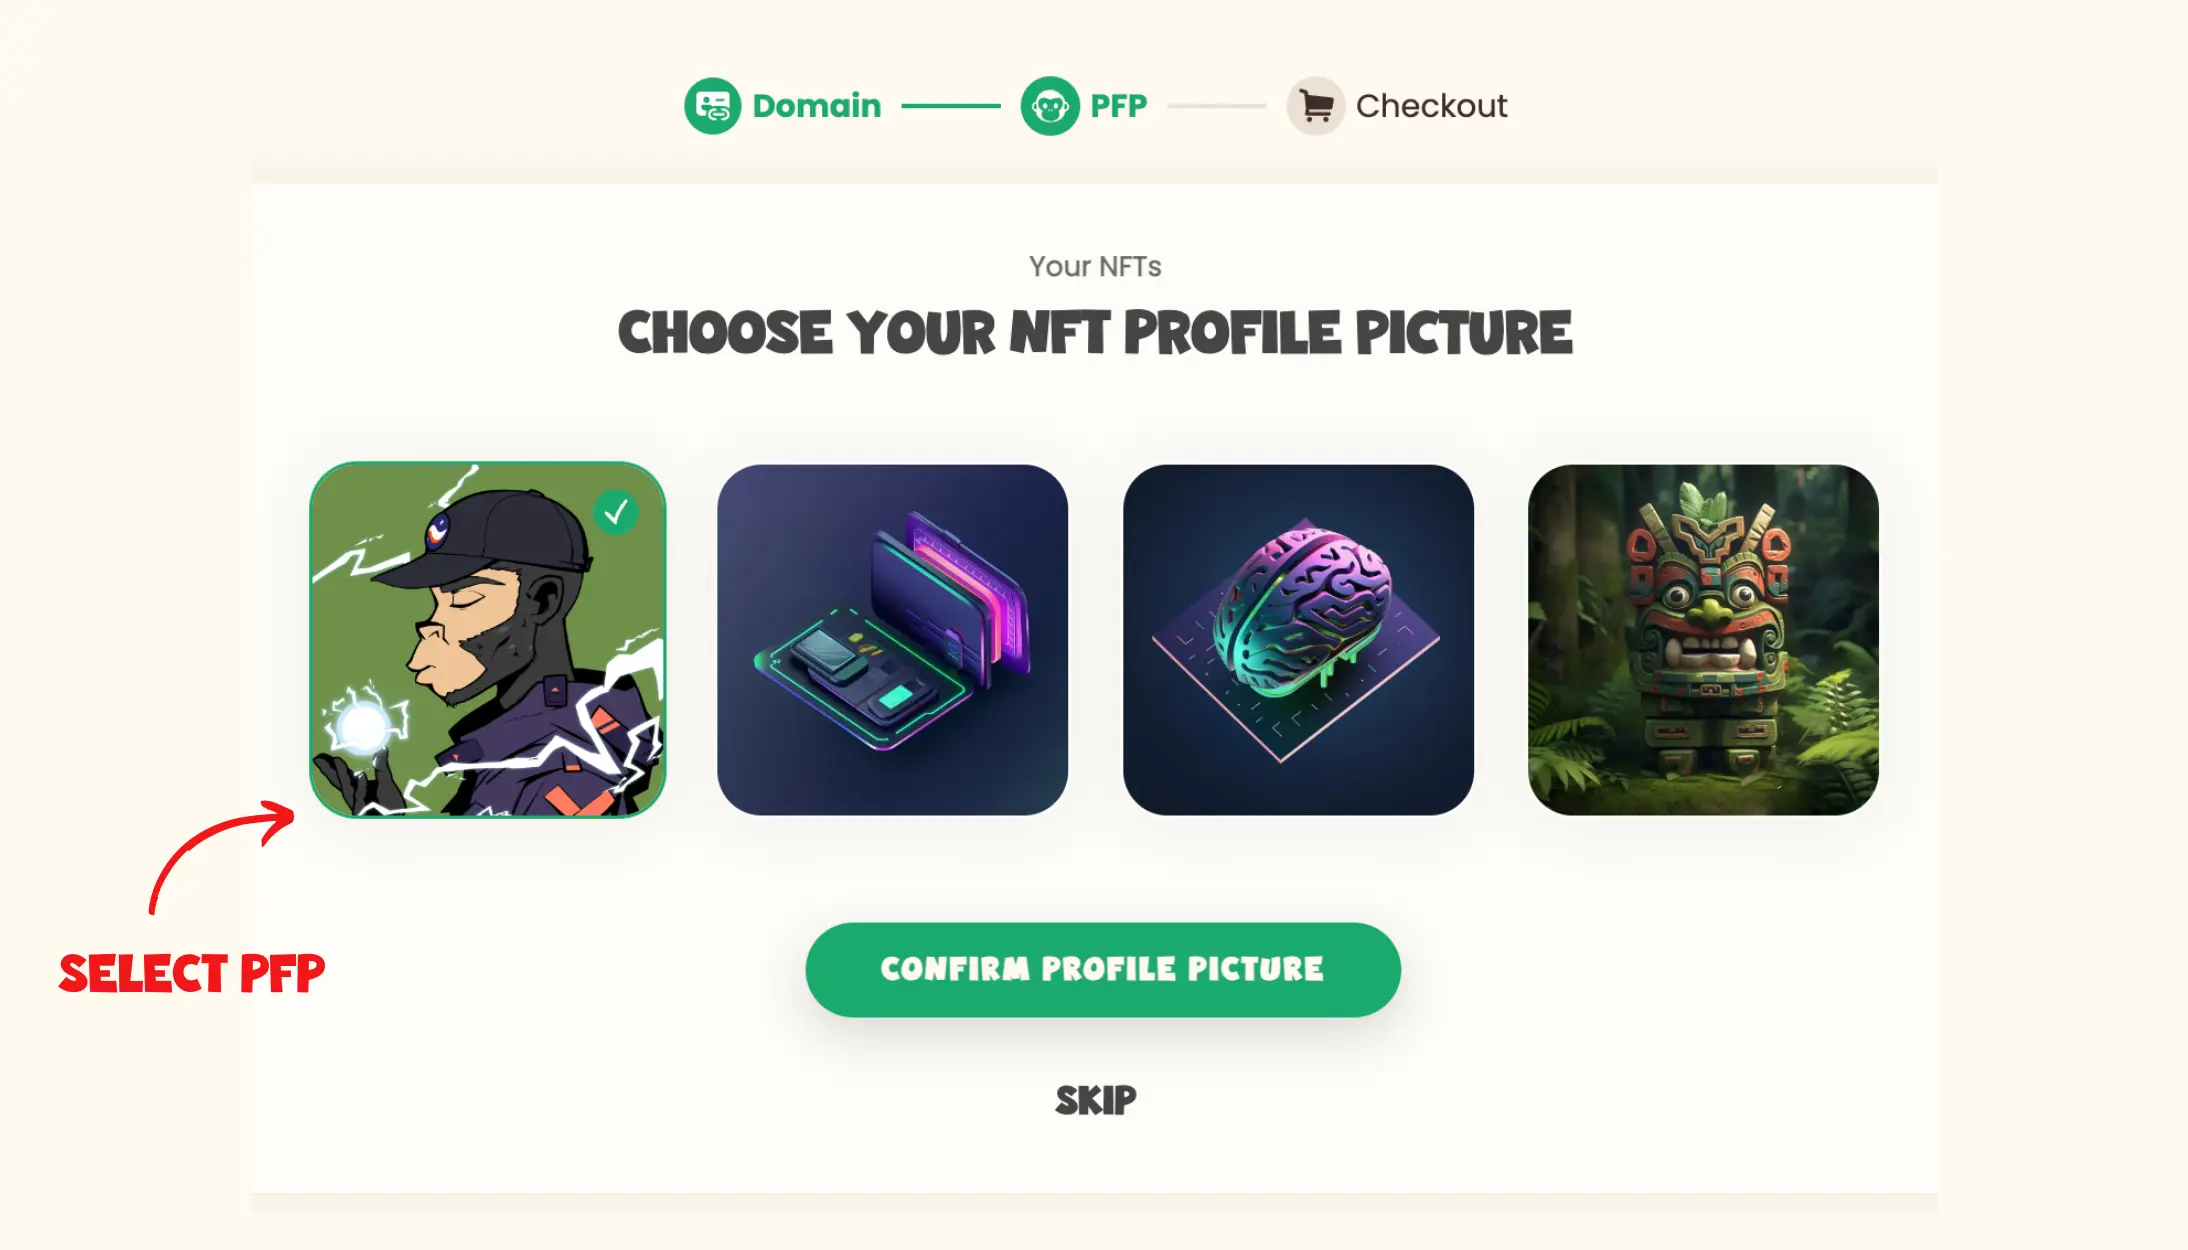 Domain
PFP
Checkout
Your NFTs
CHOOSE YOUR NFT PROFILE PICTURE
SELECT PFP
CONFIRM PROFILE PICTURE
SKIP